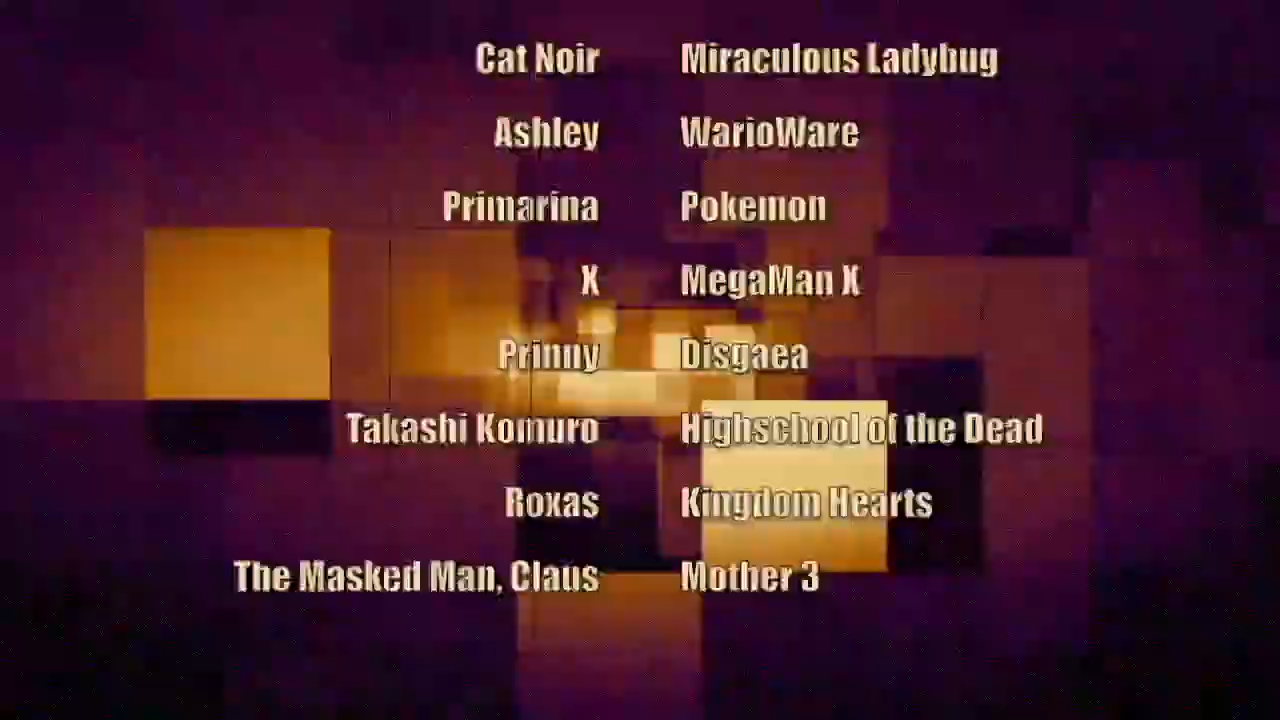 Cat Noir Miraculous Ladybug
Ashley WarioWare
Primarina Pokemon
X MegaMan X
Prinny Disgaea
Takashi Komuro Highschool of the Dead
Roxas Kingdom Hearts
The Masked Man, Claus Mother 3